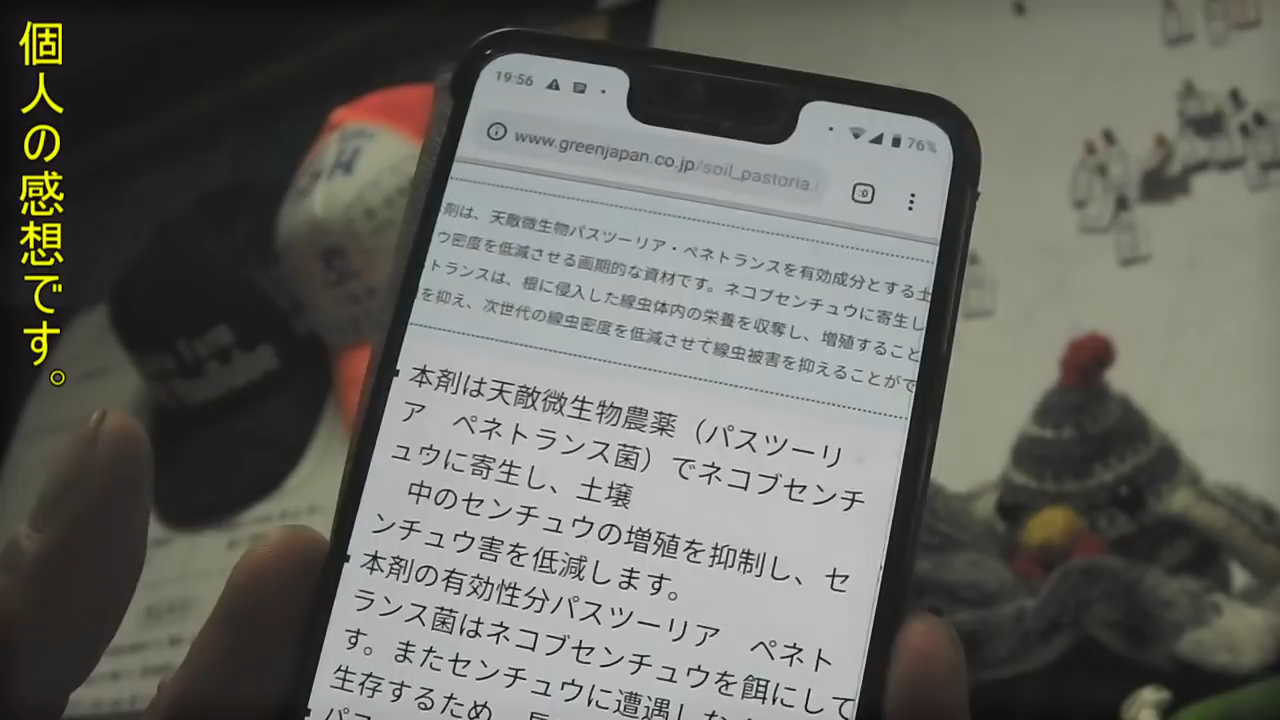 個人の感想です。
19:56
76%
www.greenjapan.co.jp/soil_pastoria.
剤は、天敵微生物パスツーリア・ペネトランスを有効成分とする土
ウ密度を低減させる画期的な資材です。ネコブセンチュウに寄生し
トランスは、根に侵入した線虫体内の栄養を収奪し、増殖すること
を抑え、次世代の線虫密度を低減させて線虫被害を抑えることがで
本剤は天敵微生物農薬（パスツーリ
ア　ペネトランス菌）でネコブセンチ
ュウに寄生し、土壌
中のセンチュウの増殖を抑制し、セ
ンチュウ害を低減します。
本剤の有効性分パスツーリア　ペネト
ランス菌はネコブセンチュウを餌にして
す。またセンチュウに遭遇しな
生存するため、長
パス